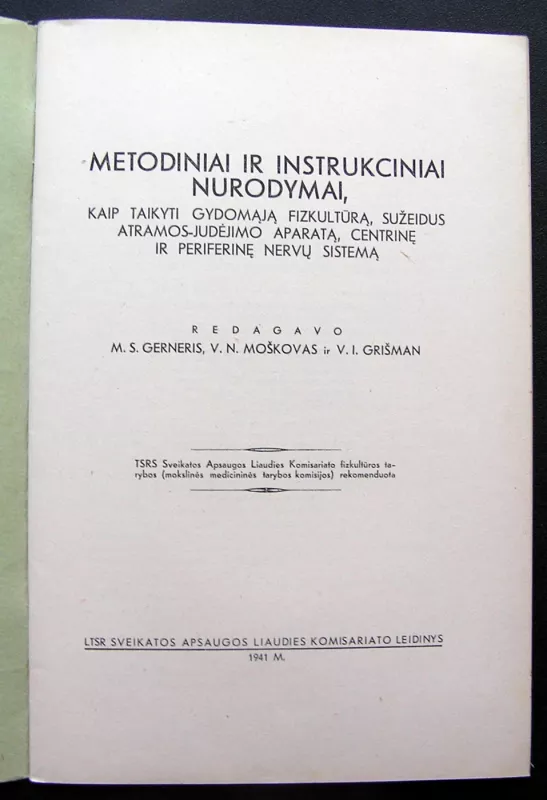 METODINIAI IR INSTRUKCINIAI
NURODYMAI,
KAIP TAIKYTI GYDOMĄJĄ FIZKULTŪRĄ, SUŽEIDUS
ATRAMOS-JUDĖJIMO APARATĄ, CENTRINĘ
IR PERIFERINĘ NERVŲ SISTEMĄ
REDAGAVO
M. S. GERNERIS, V. N. MOŠKOVAS ir V. I. GRIŠMAN
TSRS Sveikatos Apsaugos Liaudies Komisariato fizkultūros ta-
rybos (mokslinės medicininės tarybos komisijos) rekomenduota
LTSR SVEIKATOS APSAUGOS LIAUDIES KOMISARIATO LEIDINYS
1941 M.